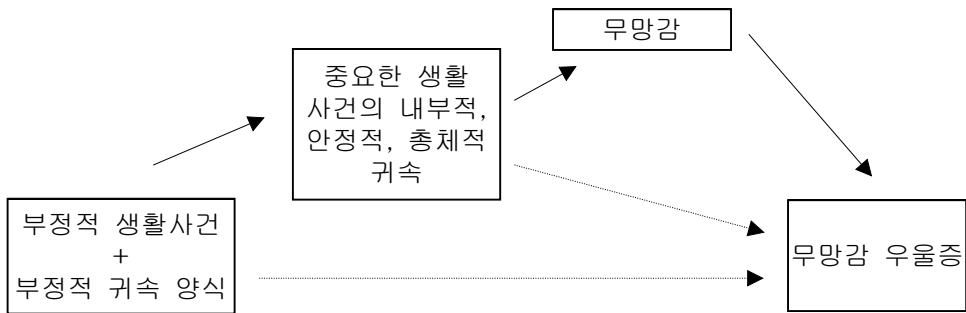 무망감
중요한 생활
사건의 내부적,
안정적, 총체적
귀속
부정적 생활사건
+
부정적 귀속 양식
무망감 우울증